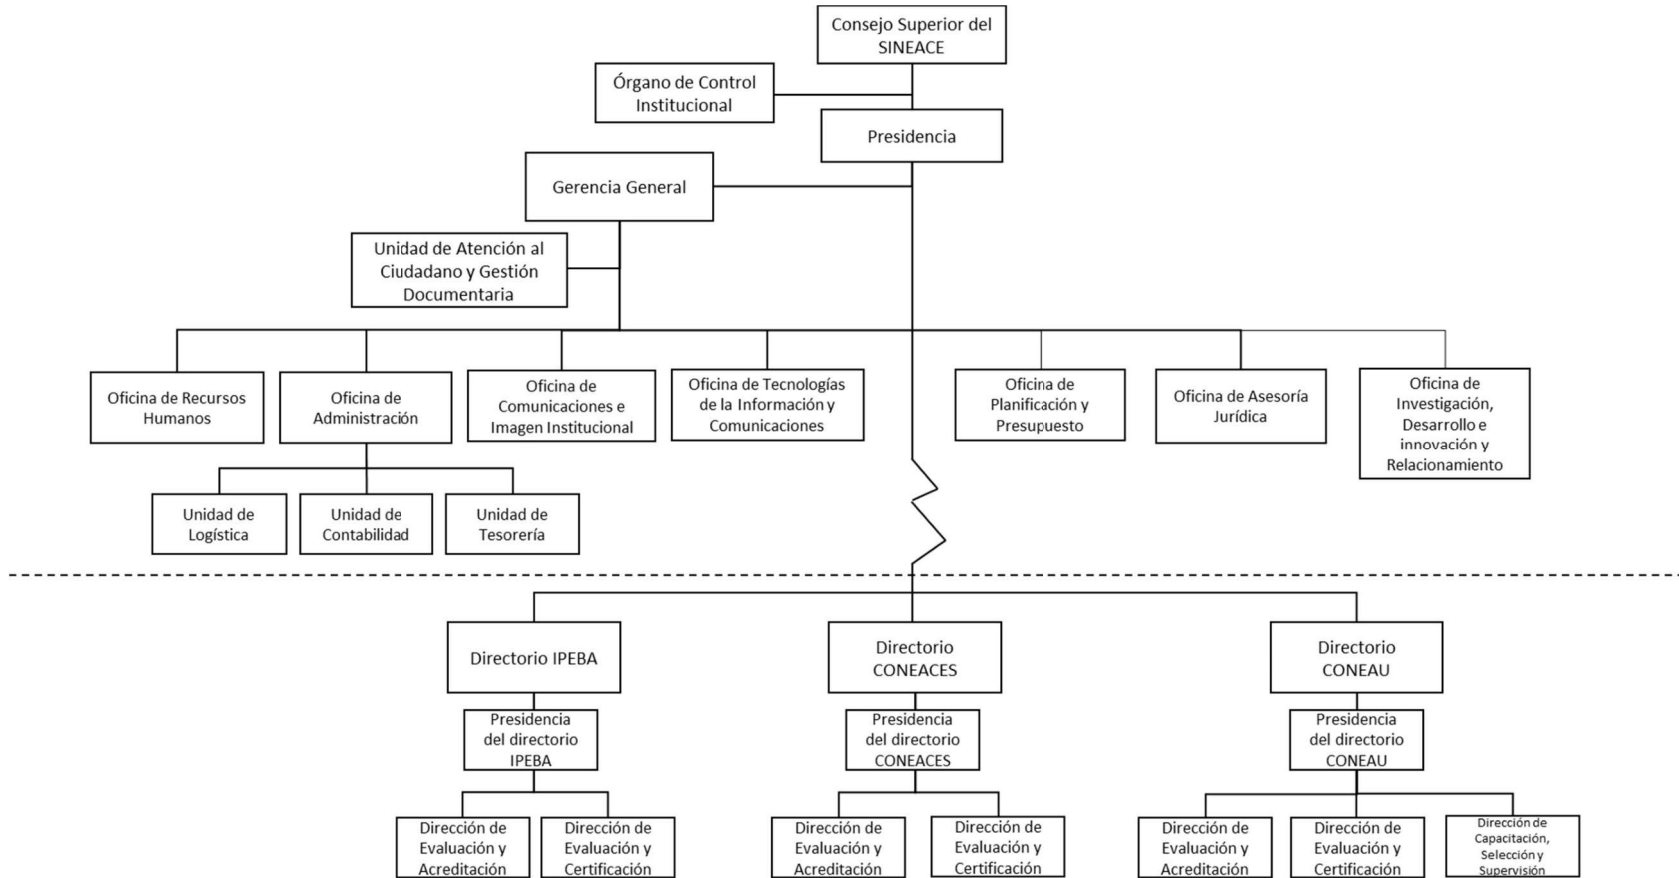 Consejo Superior del
SINEACE
Órgano de Control
Institucional
Presidencia
Gerencia General
Unidad de Atención al
Ciudadano y Gestión
Documentaria
Oficina de Recursos
Humanos
Oficina de
Administración
Oficina de
Comunicaciones e
Imagen Institucional
Oficina de Tecnologías
de la Información y
Comunicaciones
Oficina de
Planificación y
Presupuesto
Oficina de Asesoría
Jurídica
Oficina de
Investigación,
Desarrollo e
innovación y
Relacionamiento
Unidad de
Logística
Unidad de
Contabilidad
Unidad de
Tesorería
Directorio IPEBA
Directorio
CONEACES
Directorio
CONEAU
Presidencia
del directorio
IPEBA
Presidencia
del directorio
CONEACES
Presidencia
del directorio
CONEAU
Dirección de
Evaluación y
Acreditación
Dirección de
Evaluación y
Certificación
Dirección de
Evaluación y
Acreditación
Dirección de
Evaluación y
Certificación
Dirección de
Evaluación y
Acreditación
Dirección de
Evaluación y
Certificación
Dirección de
Capacitación,
Selección y
Supervisión